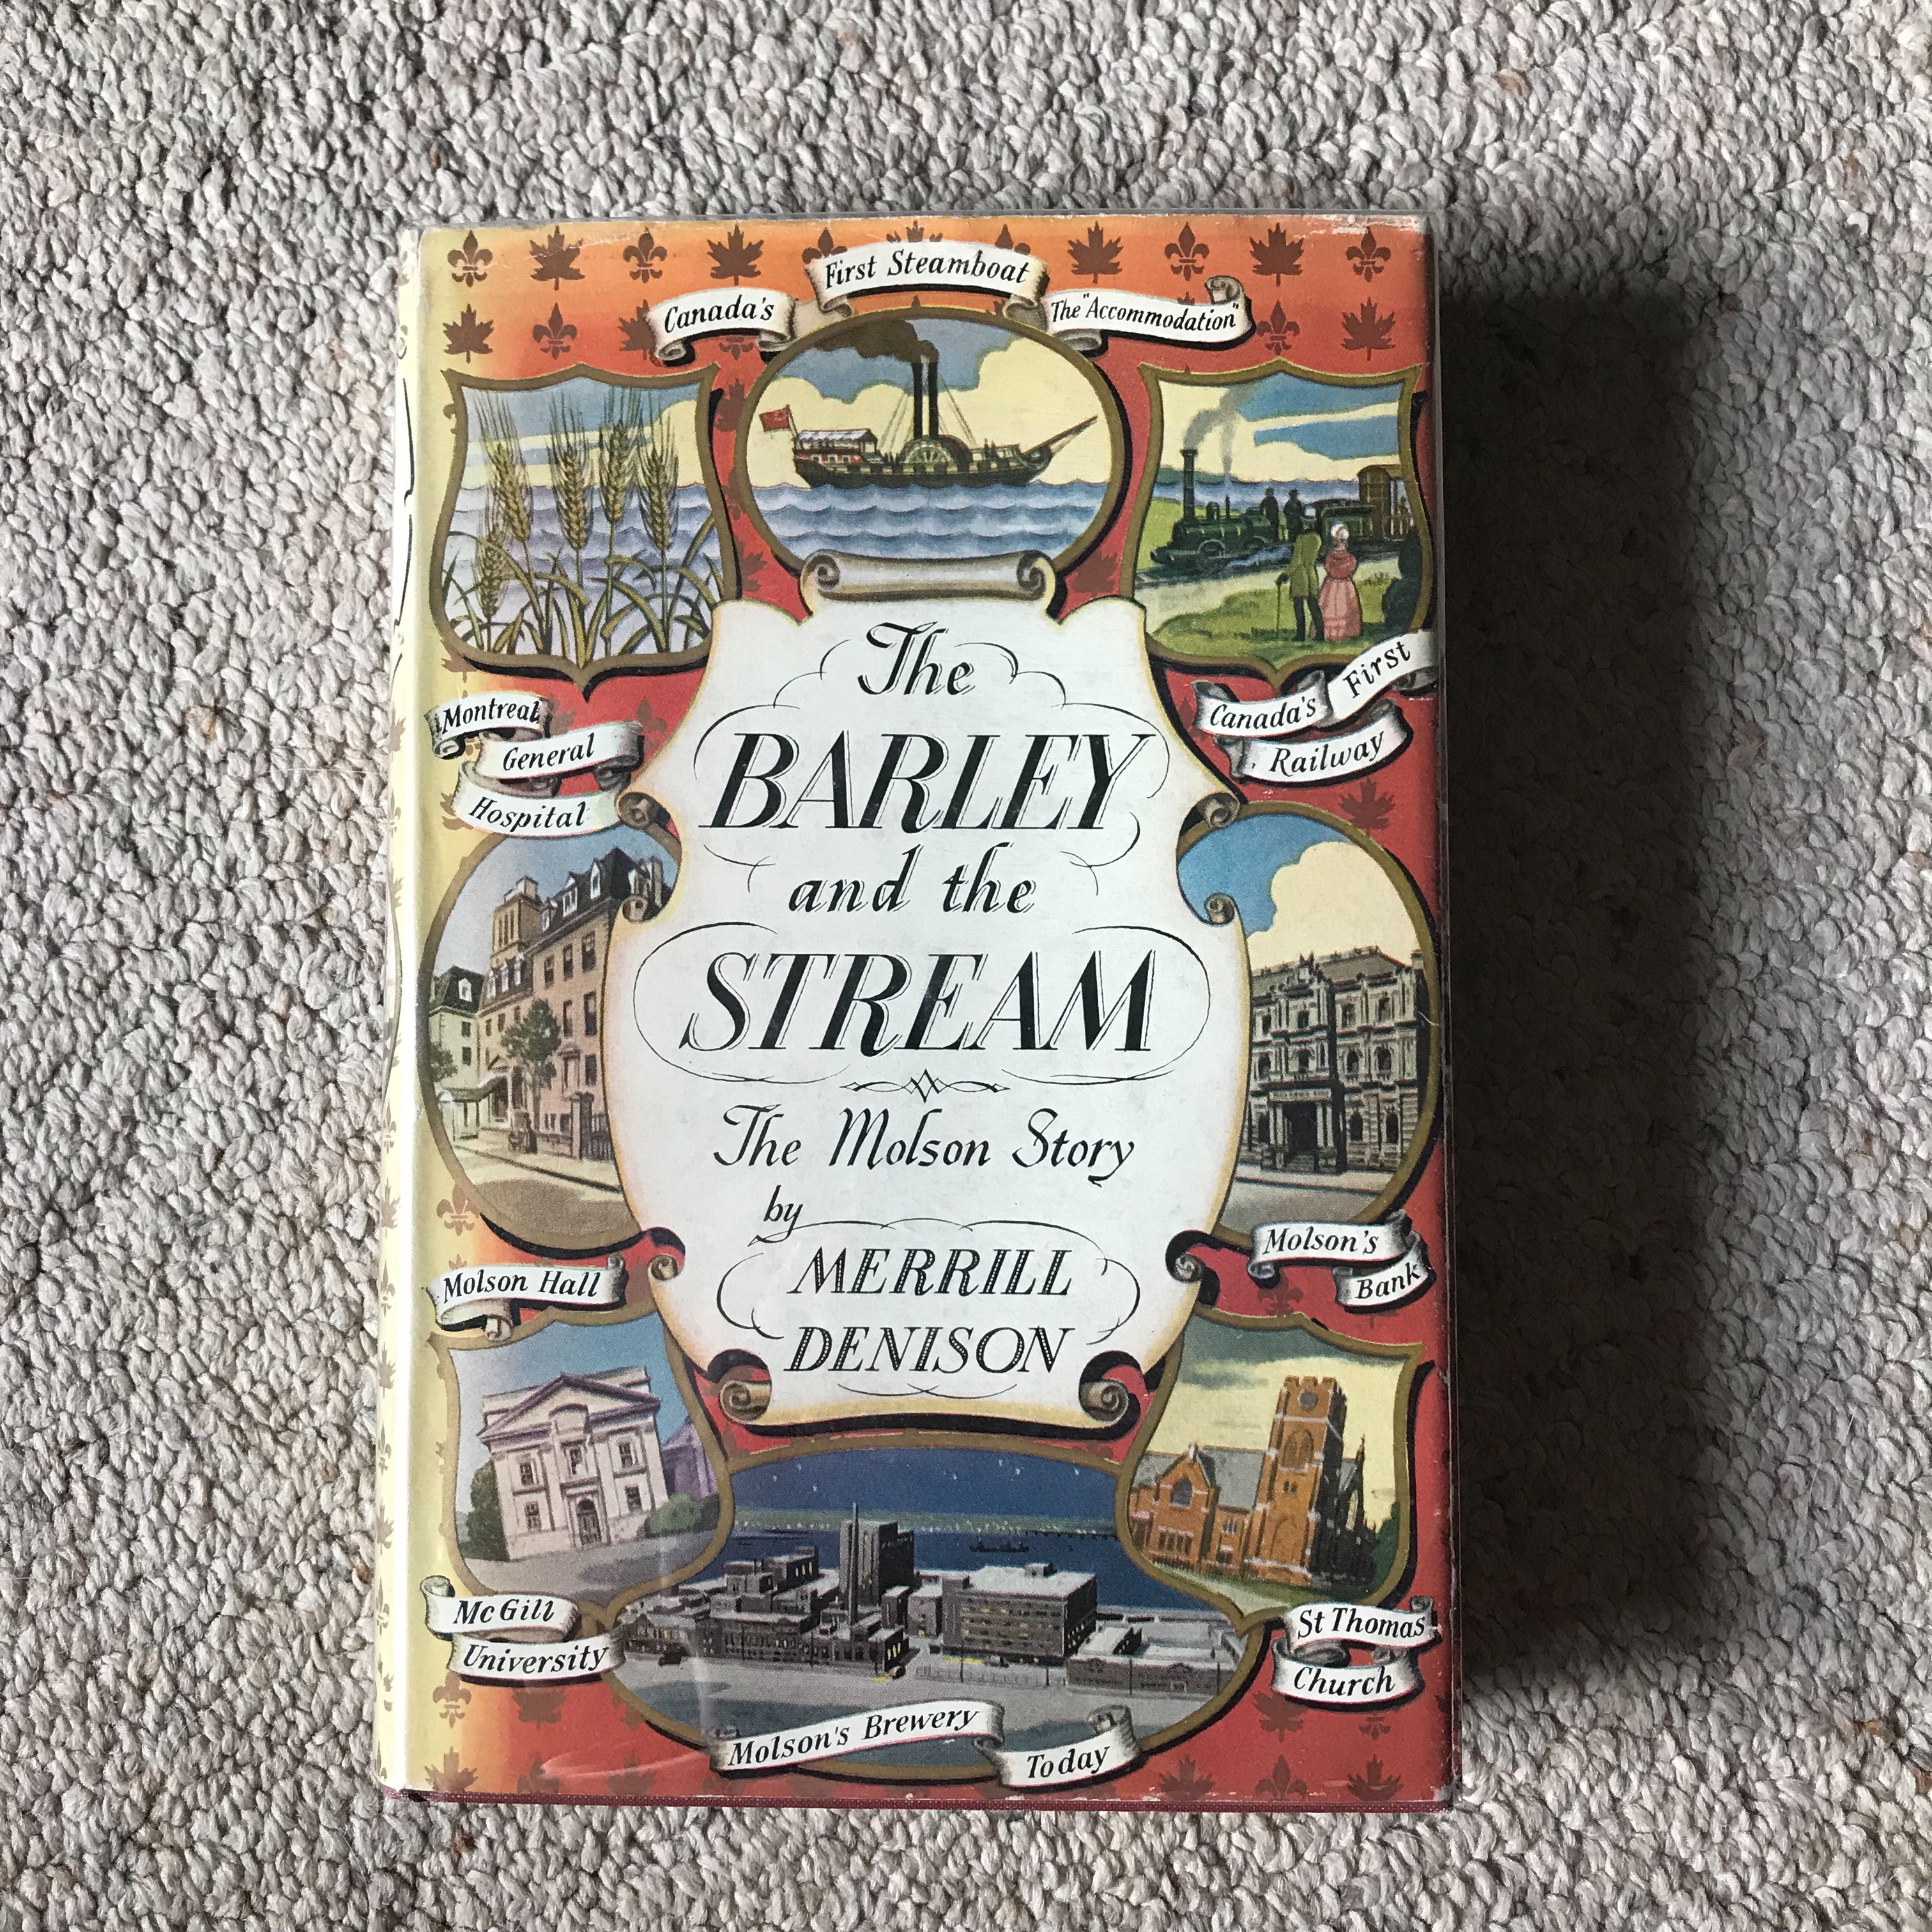 Canada's
First Steamboat
The "Accommodation"
The
BARLEY
and the
STREAM
The Molson Story
by
MERRILL
DENISON
Montreal
General
Hospital
Canada's First
Railway
Molson Hall
Molson's
Bank
McGill
University
St Thomas
Church
Molson's Brewery
Today